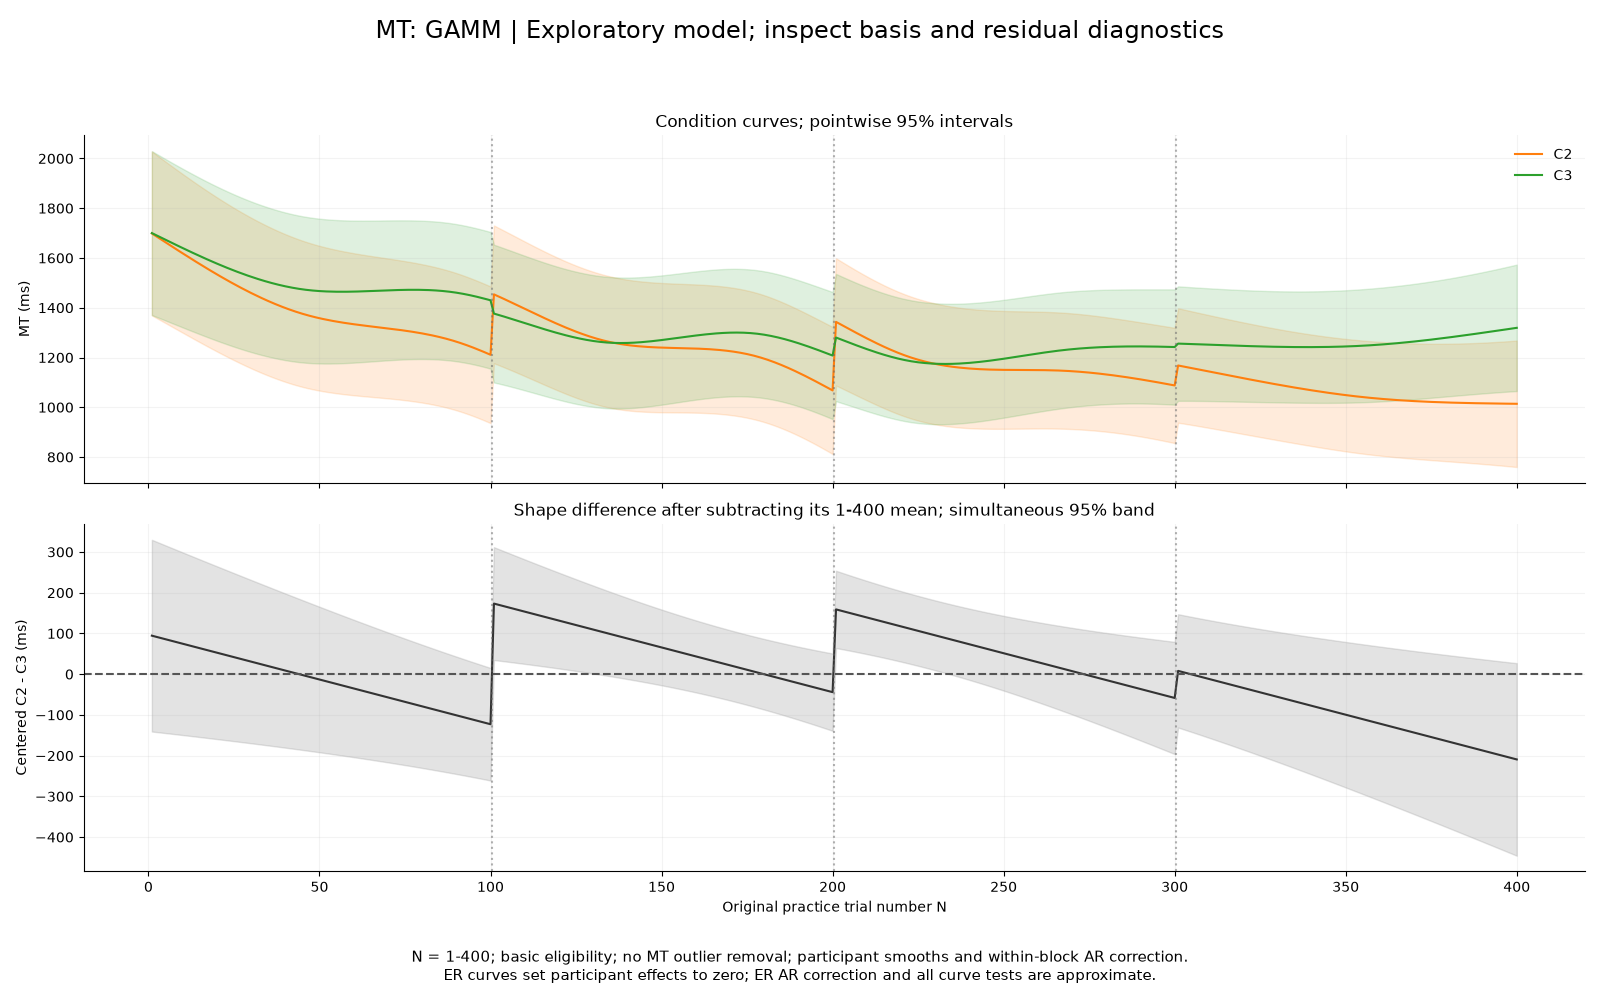 MT: GAMM | Exploratory model; inspect basis and residual diagnostics
Condition curves; pointwise 95% intervals
C2
C3
MT (ms)
2000
1800
1600
1400
1200
1000
800
Shape difference after subtracting its 1-400 mean; simultaneous 95% band
Centered C2 - C3 (ms)
300
200
100
0
−100
−200
−300
−400
0 50 100 150 200 250 300 350 400
Original practice trial number N
N = 1-400; basic eligibility; no MT outlier removal; participant smooths and within-block AR correction.
ER curves set participant effects to zero; ER AR correction and all curve tests are approximate.